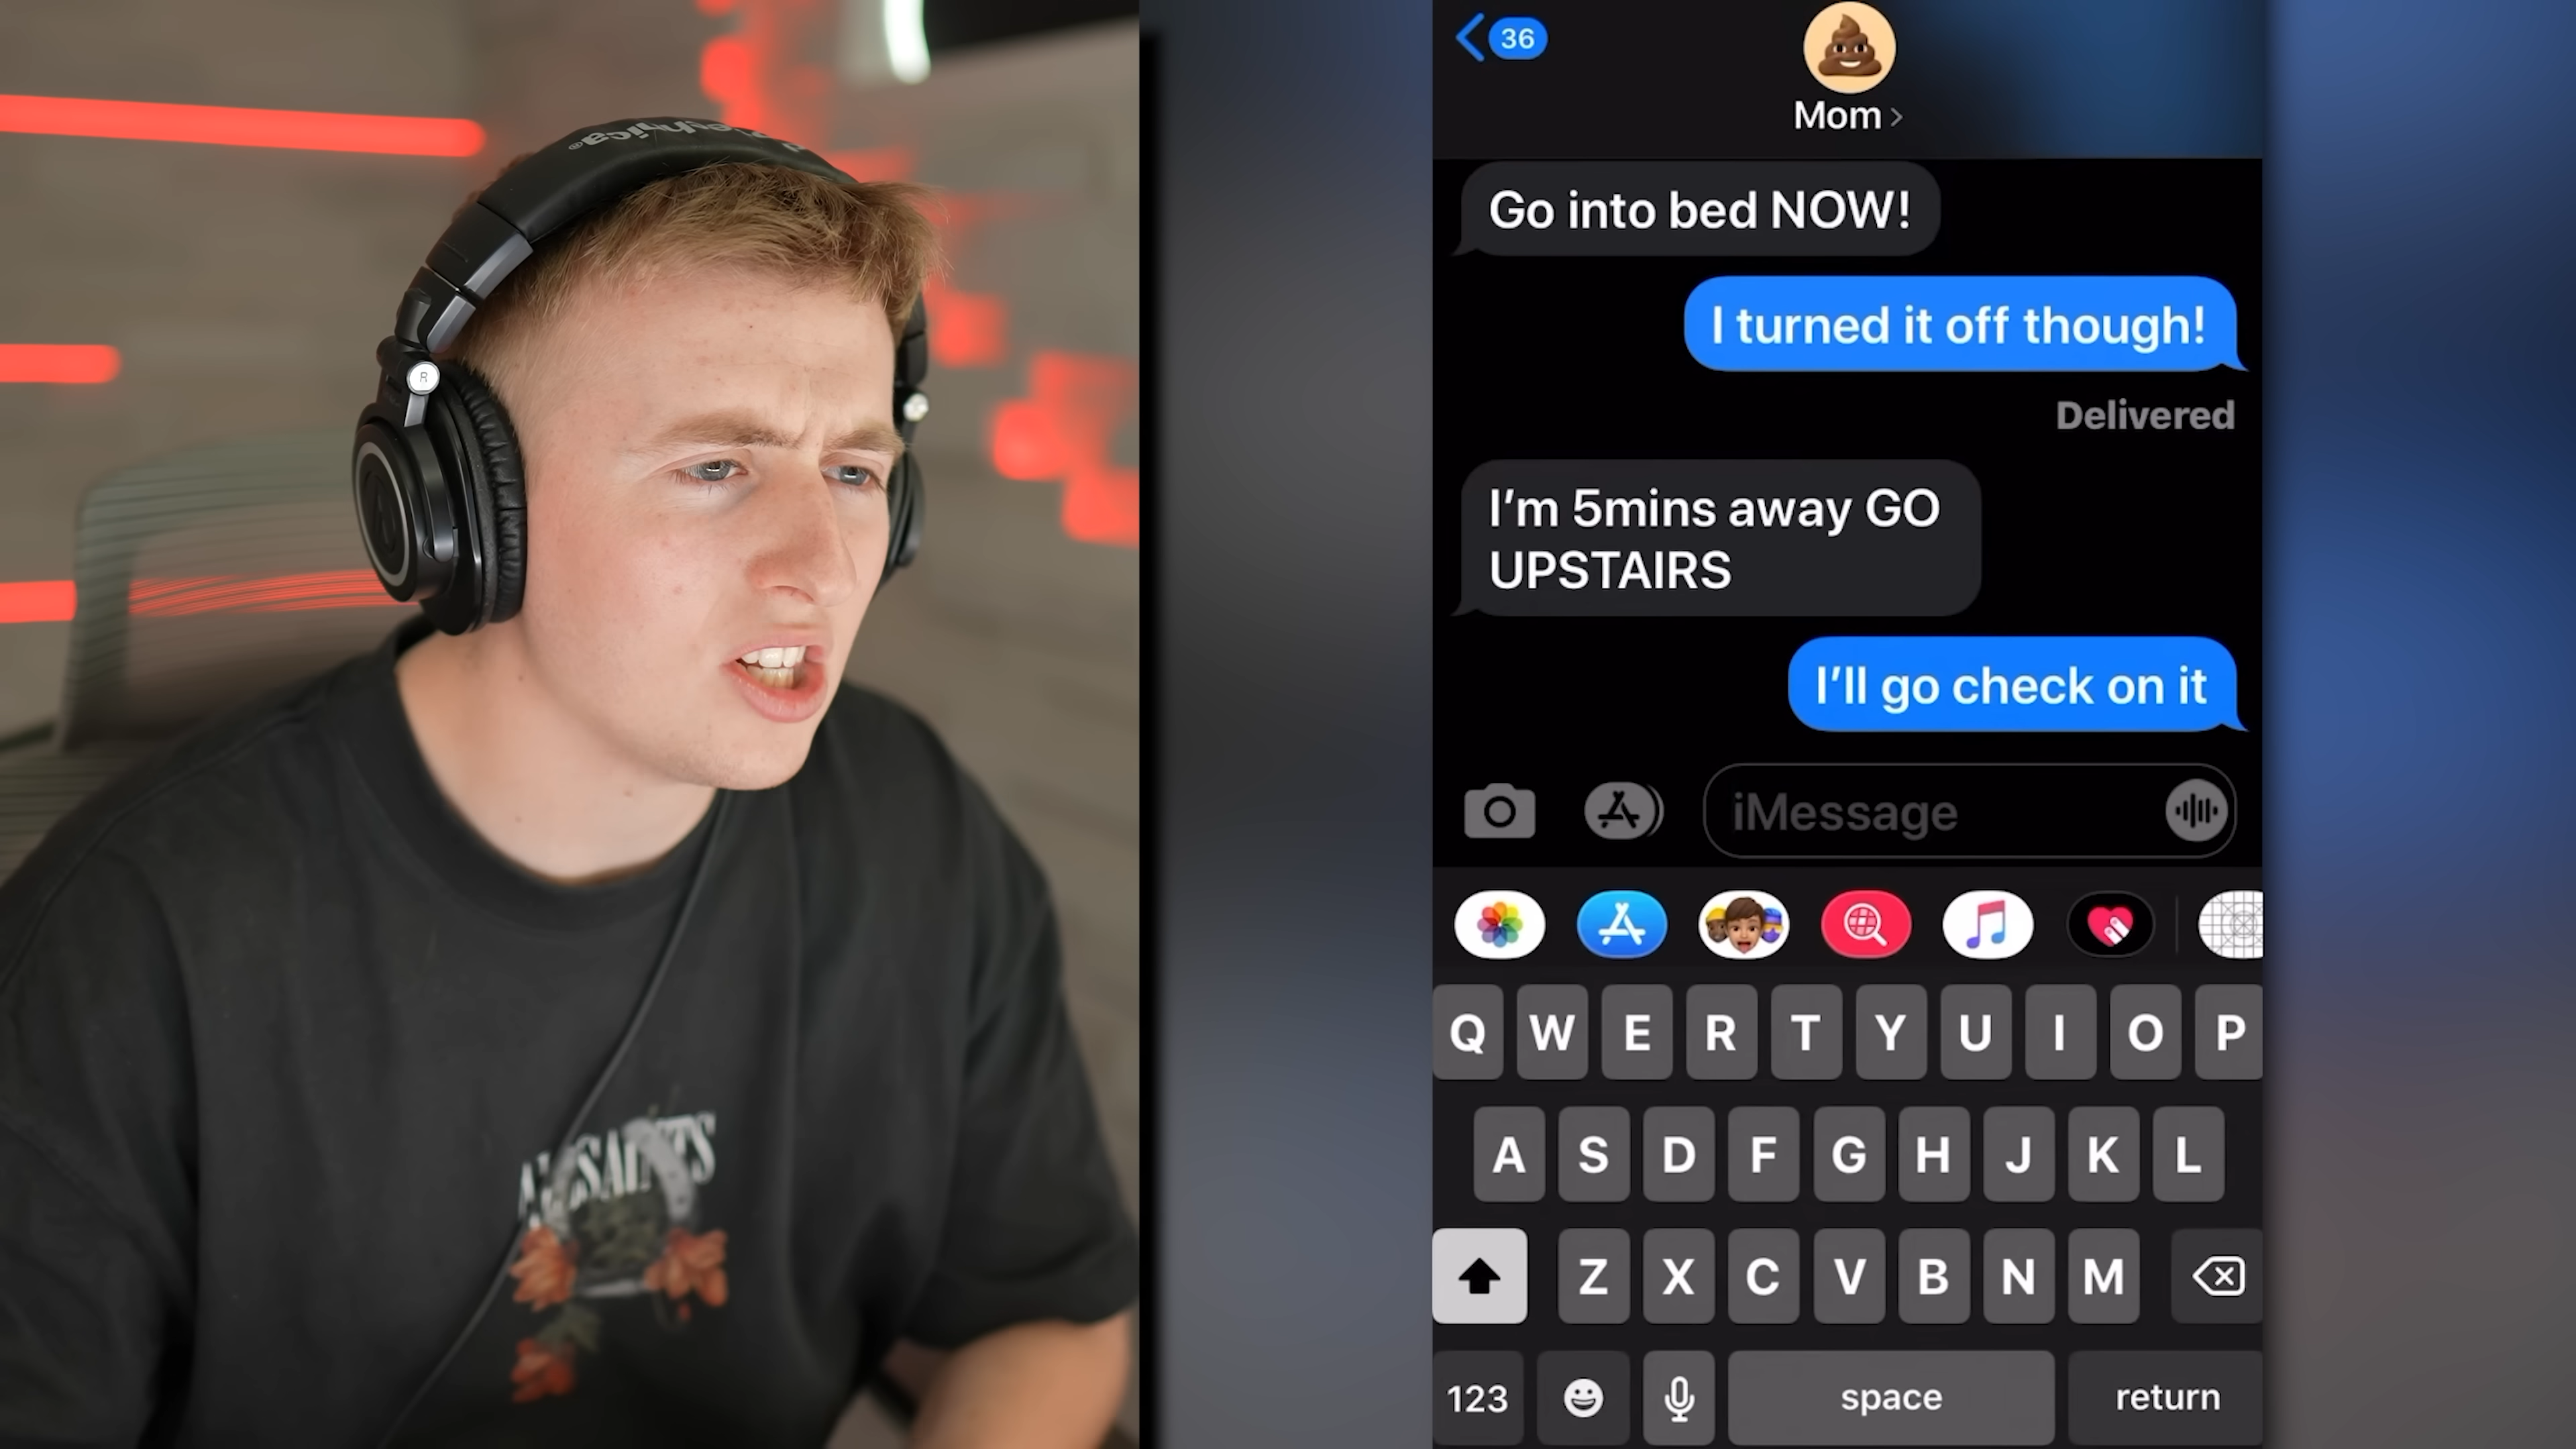 36
Mom
Go into bed NOW!
I turned it off though!
Delivered
I'm 5mins away GO
UPSTAIRS
I'll go check on it
iMessage
Q W E R T Y U I O P
A S D F G H J K L
Z X C V B N M
123 space return
R